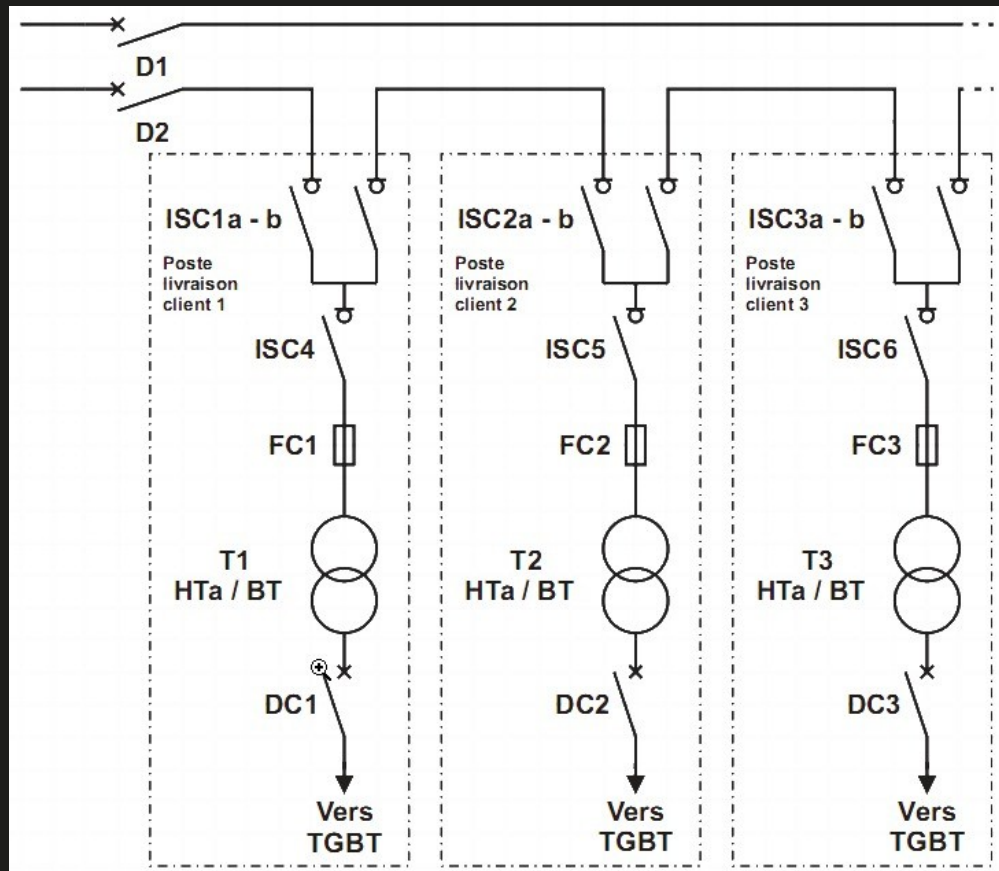 D1
D2
ISC1a - b
ISC2a - b
ISC3a - b
Poste
livraison
client 1
Poste
livraison
client 2
Poste
livraison
client 3
ISC4
ISC5
ISC6
FC1
FC2
FC3
T1
HTa / BT
T2
HTa / BT
T3
HTa / BT
DC1
DC2
DC3
Vers
TGBT
Vers
TGBT
Vers
TGBT